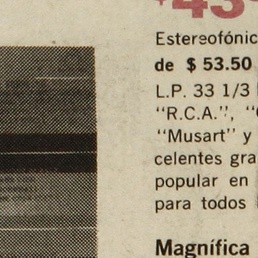 Estereofónic
de $ 53.50
L.P. 33 1/3
"R.C.A.",
"Musart" y
celentes gra
popular en
para todos
Magnífica